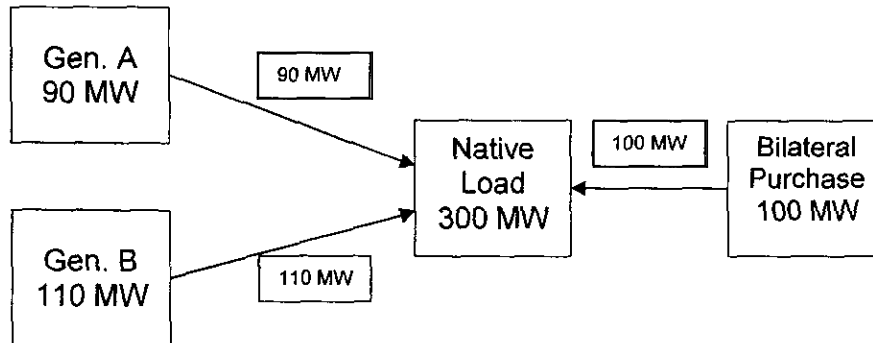 Gen. A
90 MW
90 MW
Native
Load
300 MW
100 MW
Bilateral
Purchase
100 MW
Gen. B
110 MW
110 MW